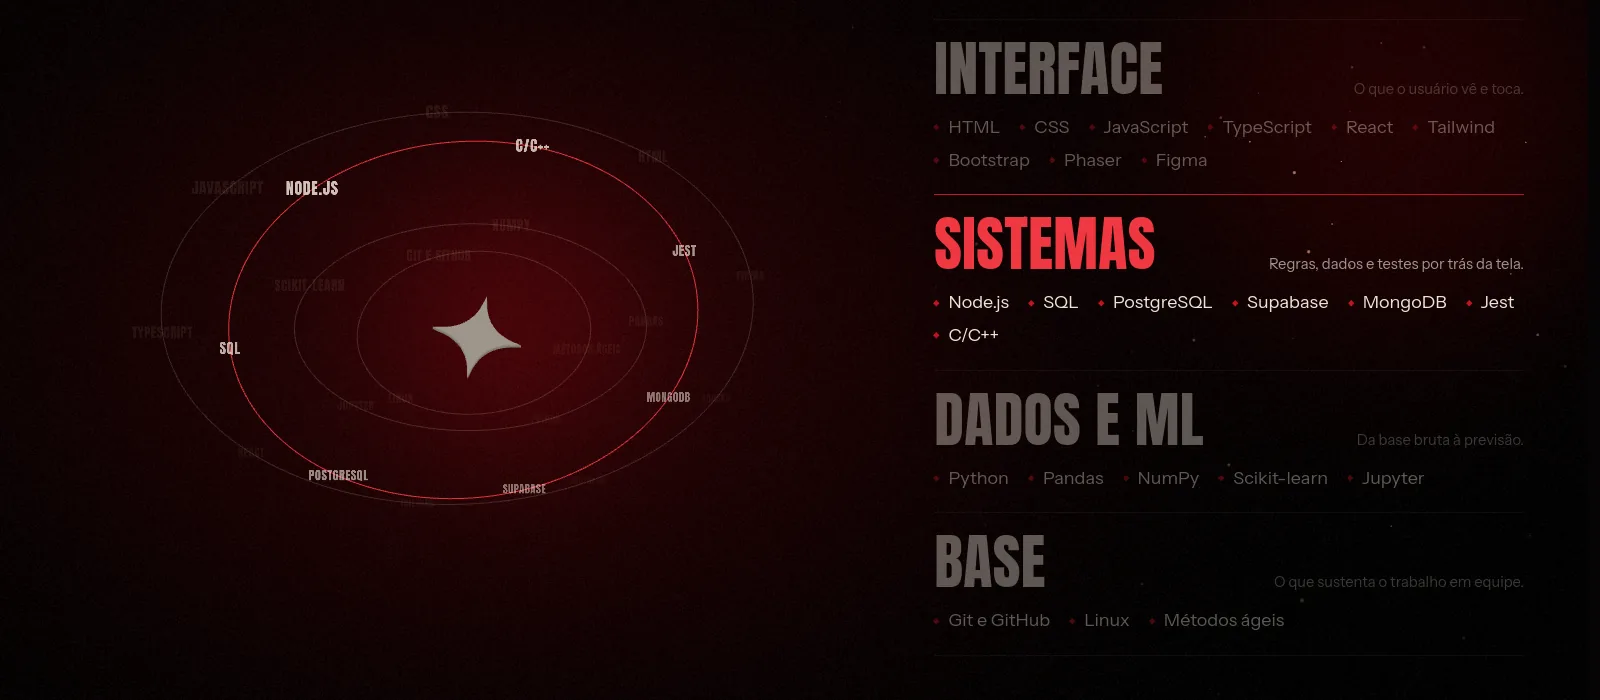 CSS
C/C++
HTML
JAVASCRIPT NODE.JS
NUMPY
JEST
GIT E GITHUB
SCIKIT-LEARN
PANDAS
TYPESCRIPT
SQL
MÉTODOS ÁGEIS
MONGODB
LINUX
JUPYTER
REACT
POSTGRESQL
SUPABASE
INTERFACE
O que o usuário vê e toca.
HTML CSS JavaScript TypeScript React Tailwind
Bootstrap Phaser Figma
SISTEMAS
Regras, dados e testes por trás da tela.
Node.js SQL PostgreSQL Supabase MongoDB Jest
C/C++
DADOS E ML
Da base bruta à previsão.
Python Pandas NumPy Scikit-learn Jupyter
BASE
O que sustenta o trabalho em equipe.
Git e GitHub Linux Métodos ágeis